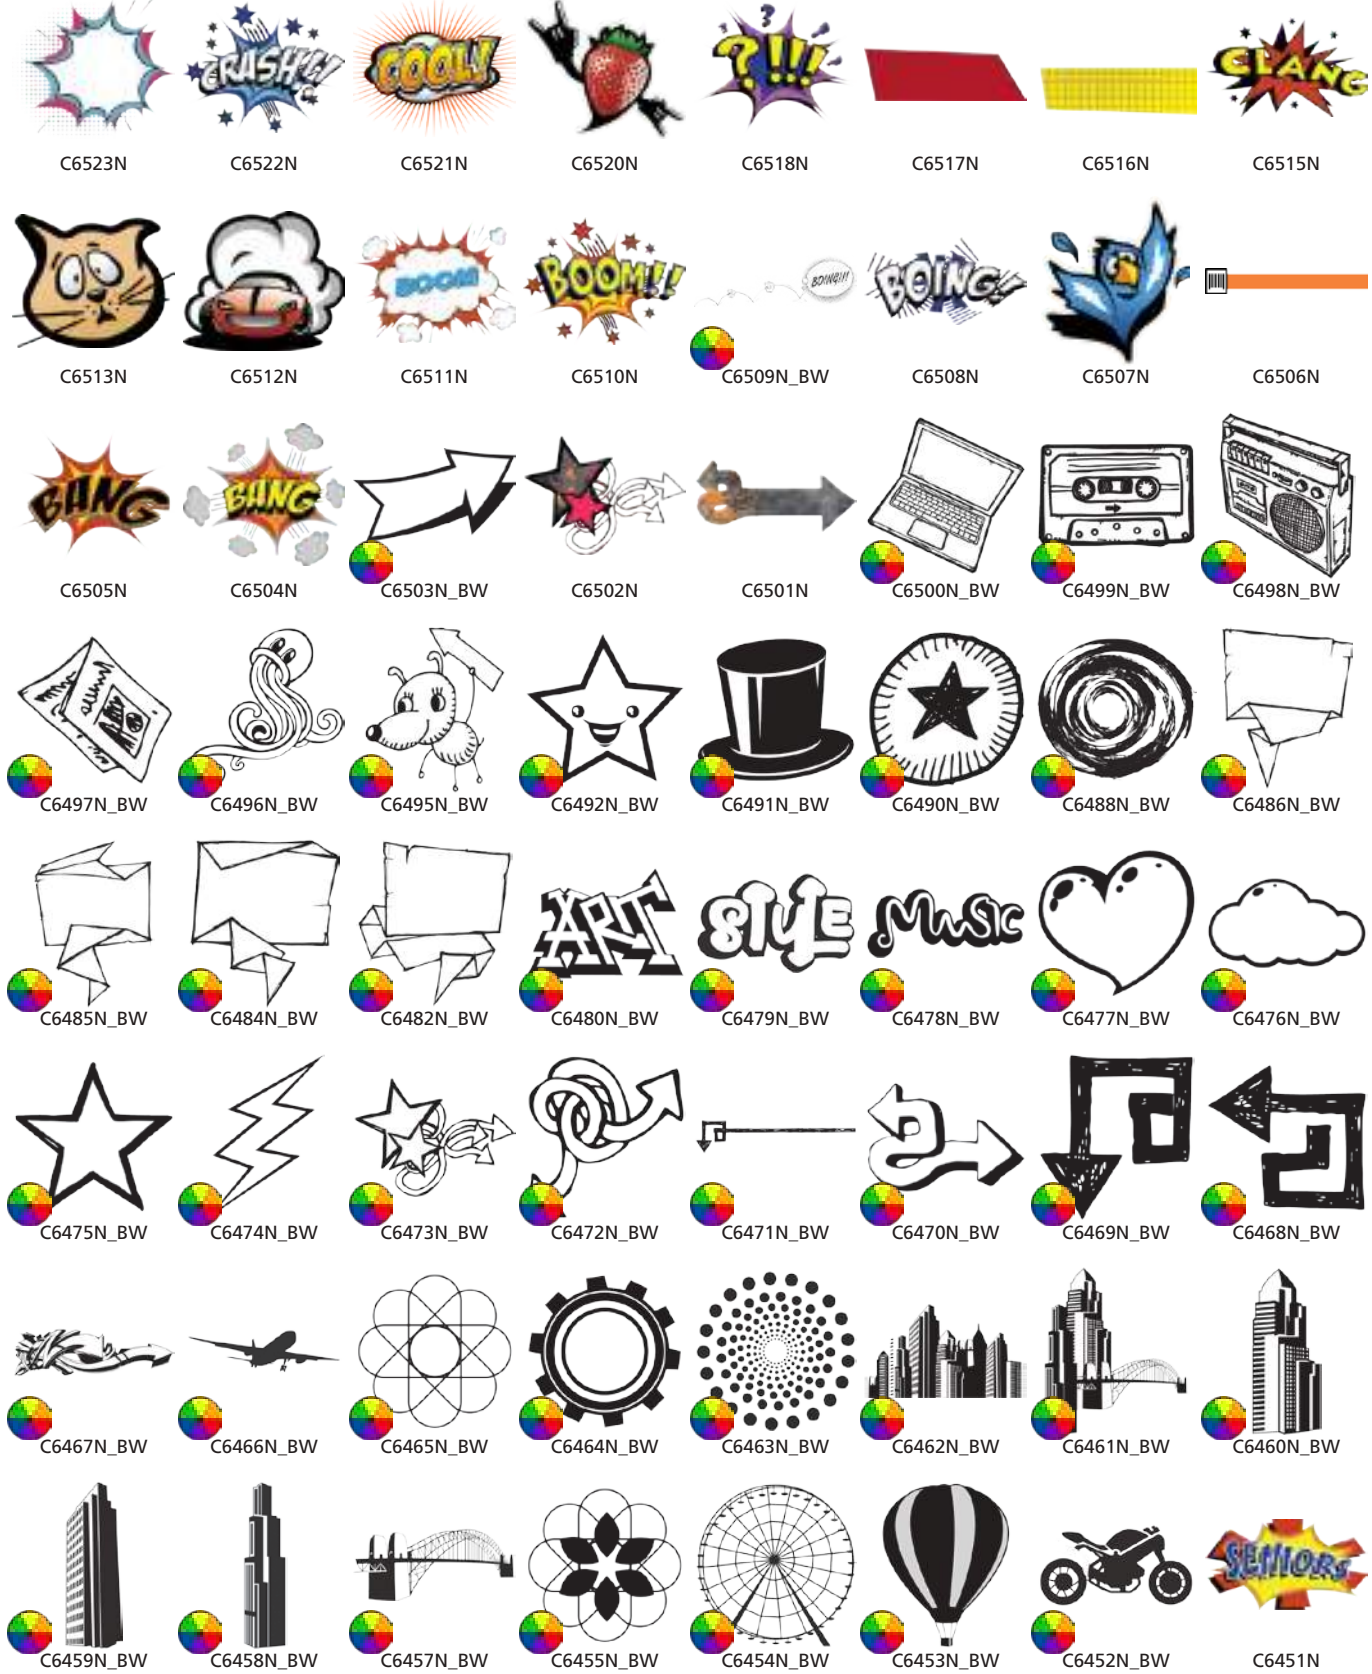 CRASH!!
COOL!
?!!!
CLANG
C6523N C6522N C6521N C6520N C6518N C6517N C6516N C6515N
BOOM
BOOM!!
BOING!!!
BOING!
C6513N C6512N C6511N C6510N C6509N_BW C6508N C6507N C6506N
BANG
BANG
C6505N C6504N C6503N_BW C6502N C6501N C6500N_BW C6499N_BW C6498N_BW
C6497N_BW C6496N_BW C6495N_BW C6492N_BW C6491N_BW C6490N_BW C6488N_BW C6486N_BW
ART
STYLE
MUSIC
C6485N_BW C6484N_BW C6482N_BW C6480N_BW C6479N_BW C6478N_BW C6477N_BW C6476N_BW
C6475N_BW C6474N_BW C6473N_BW C6472N_BW C6471N_BW C6470N_BW C6469N_BW C6468N_BW
C6467N_BW C6466N_BW C6465N_BW C6464N_BW C6463N_BW C6462N_BW C6461N_BW C6460N_BW
SENIORS
C6459N_BW C6458N_BW C6457N_BW C6455N_BW C6454N_BW C6453N_BW C6452N_BW C6451N